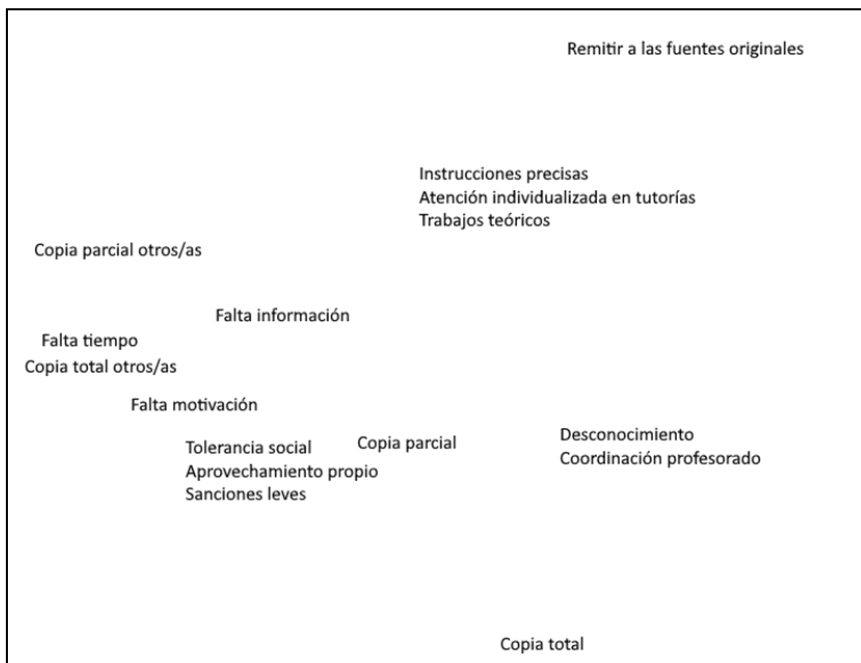 Remitir a las fuentes originales
Instrucciones precisas
Atención individualizada en tutorías
Trabajos teóricos
Copia parcial otros/as
Falta información
Falta tiempo
Copia total otros/as
Falta motivación
Tolerancia social
Aprovechamiento propio
Sanciones leves
Copia parcial
Desconocimiento
Coordinación profesorado
Copia total